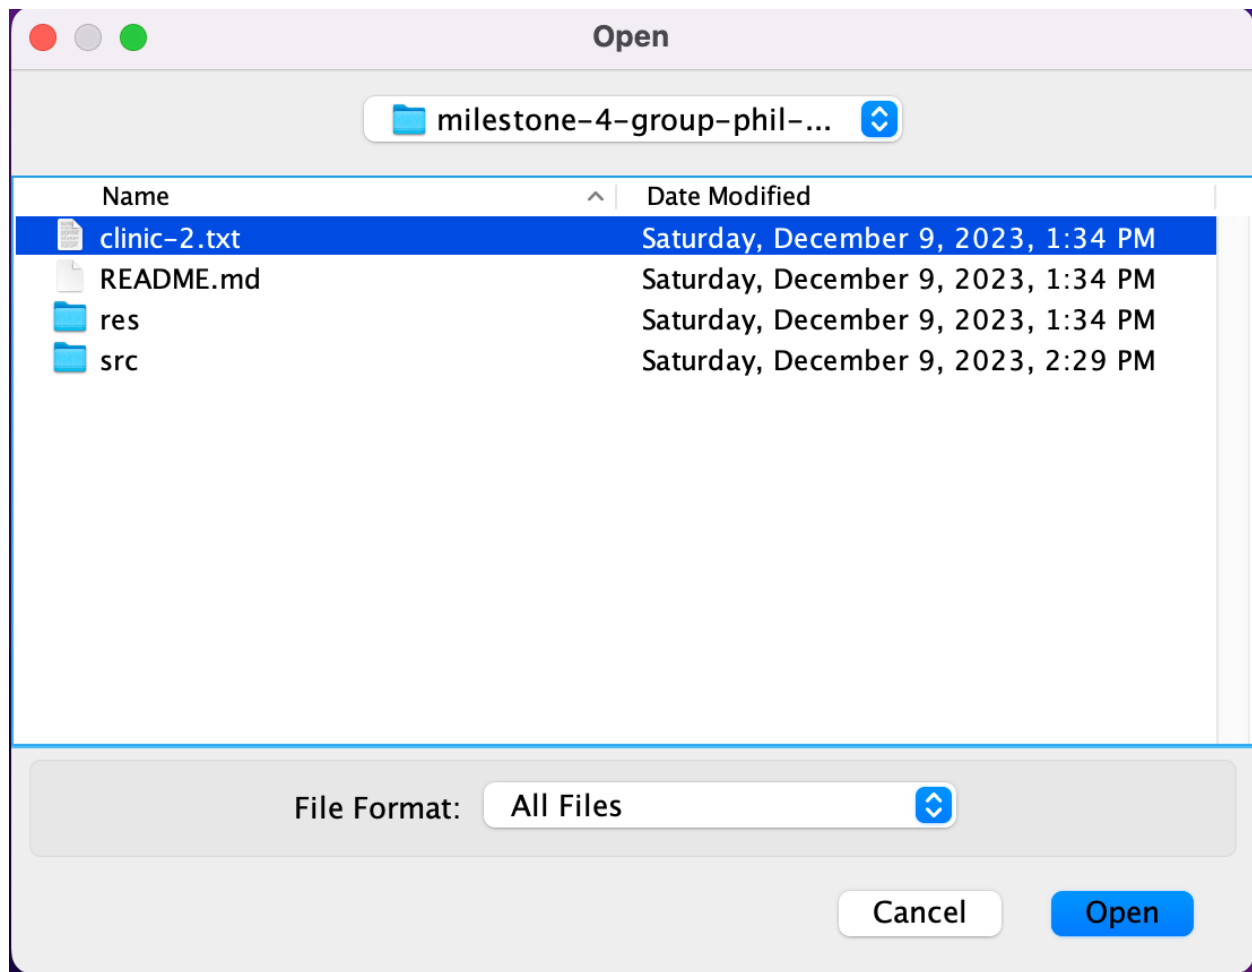 Open
milestone-4-group-phil-...
Name Date Modified
clinic-2.txt Saturday, December 9, 2023, 1:34 PM
README.md Saturday, December 9, 2023, 1:34 PM
res Saturday, December 9, 2023, 1:34 PM
src Saturday, December 9, 2023, 2:29 PM
File Format: All Files
Cancel Open